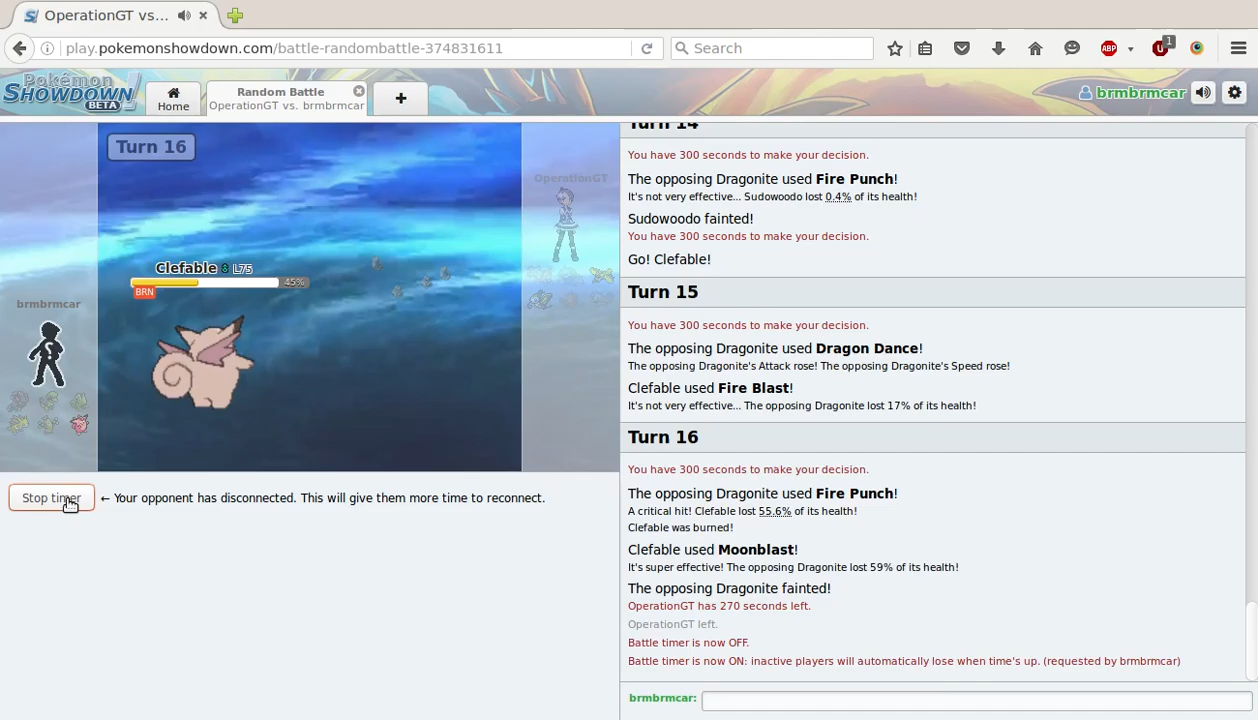 OperationGT vs...
play.pokemonshowdown.com/battle-randombattle-374831611
Search
ABP
1
Pokémon
SHOWDOWN
BETA
Home
Random Battle
OperationGT vs. brmbrmcar
brmbrmcar
Turn 16
OperationGT
Clefable L75
45%
BRN
brmbrmcar
Stop timer
← Your opponent has disconnected. This will give them more time to reconnect.
Turn 14
You have 300 seconds to make your decision.
The opposing Dragonite used Fire Punch!
It's not very effective... Sudowoodo lost 0.4% of its health!
Sudowoodo fainted!
You have 300 seconds to make your decision.
Go! Clefable!
Turn 15
You have 300 seconds to make your decision.
The opposing Dragonite used Dragon Dance!
The opposing Dragonite's Attack rose! The opposing Dragonite's Speed rose!
Clefable used Fire Blast!
It's not very effective... The opposing Dragonite lost 17% of its health!
Turn 16
You have 300 seconds to make your decision.
The opposing Dragonite used Fire Punch!
A critical hit! Clefable lost 55.6% of its health!
Clefable was burned!
Clefable used Moonblast!
It's super effective! The opposing Dragonite lost 59% of its health!
The opposing Dragonite fainted!
OperationGT has 270 seconds left.
OperationGT left.
Battle timer is now OFF.
Battle timer is now ON: inactive players will automatically lose when time's up. (requested by brmbrmcar)
brmbrmcar: